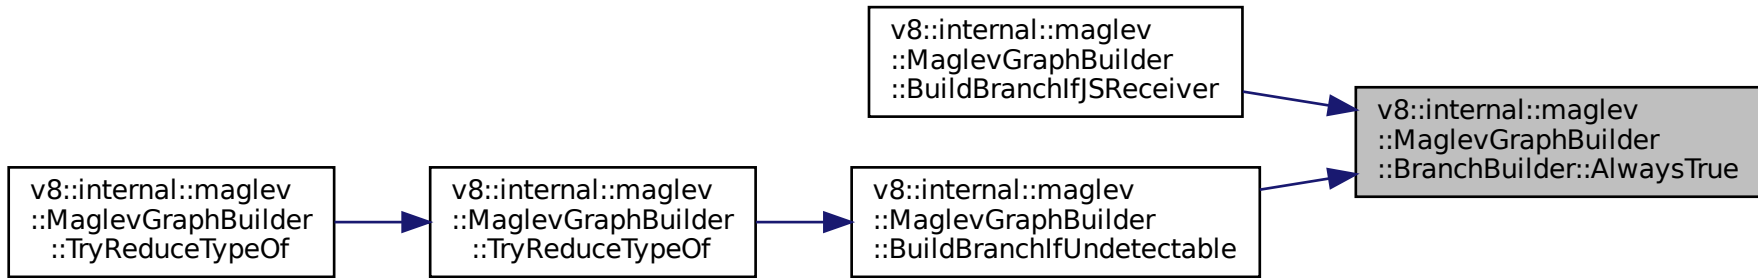 v8::internal::maglev
::MaglevGraphBuilder
::BuildBranchIfJSReceiver
v8::internal::maglev
::MaglevGraphBuilder
::BranchBuilder::AlwaysTrue
v8::internal::maglev
::MaglevGraphBuilder
::TryReduceTypeOf
v8::internal::maglev
::MaglevGraphBuilder
::TryReduceTypeOf
v8::internal::maglev
::MaglevGraphBuilder
::BuildBranchIfUndetectable